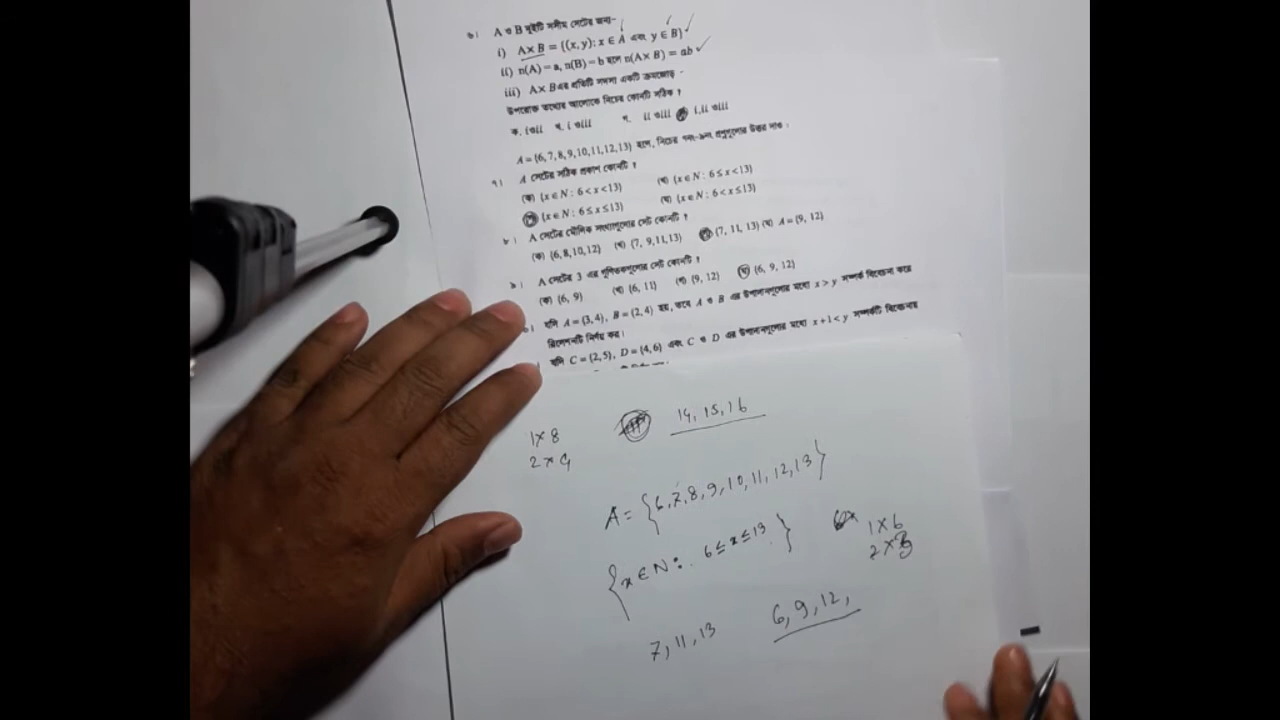 ৬। A ও B দুইটি সসীম সেটের জন্য-
i) A×B = {(x, y): x ∈ A এবং y ∈ B}
ii) n(A) = a, n(B) = b হলে n(A×B) = ab
iii) A×B এর প্রতিটি সদস্য একটি ক্রমজোড়
উপরোক্ত তথ্যের আলোকে নিচের কোনটি সঠিক ?
ক. i ও ii খ. i ও iii গ. ii ও iii i,ii ও iii
A = {6, 7, 8, 9, 10, 11, 12, 13} হলে, নিচের ৭নং-৯নং প্রশ্নগুলোর উত্তর দাও :
৭। A সেটের সঠিক প্রকাশ কোনটি ?
(ক) {x ∈ N : 6 < x < 13} (খ) {x ∈ N : 6 ≤ x < 13}
{x ∈ N : 6 ≤ x ≤ 13} (ঘ) {x ∈ N : 6 < x ≤ 13}
৮। A সেটের মৌলিক সংখ্যাগুলোর সেট কোনটি ?
(ক) {6, 8, 10, 12} (খ) {7, 9, 11, 13} {7, 11, 13} (ঘ) A = {9, 12}
৯। A সেটের 3 এর গুণিতকগুলোর সেট কোনটি ?
(ক) {6, 9} (খ) {6, 11} (গ) {9, 12} (ঘ) {6, 9, 12}
যদি A = {3, 4}, B = {2, 4} হয়, তবে A ও B এর উপাদানগুলোর মধ্যে x > y সম্পর্ক বিবেচনা করে
রিলেশনটি নির্ণয় কর।
যদি C = {2, 5}, D = {4, 6} এবং C ও D এর উপাদানগুলোর মধ্যে x+1 < y সম্পর্কটি বিবেচনায়
14, 15, 16
1×8
2×4
A = {6, 7, 8, 9, 10, 11, 12, 13}
{x ∈ N : 6 ≤ x ≤ 13}
1×6
2×3
7, 11, 13
6, 9, 12,